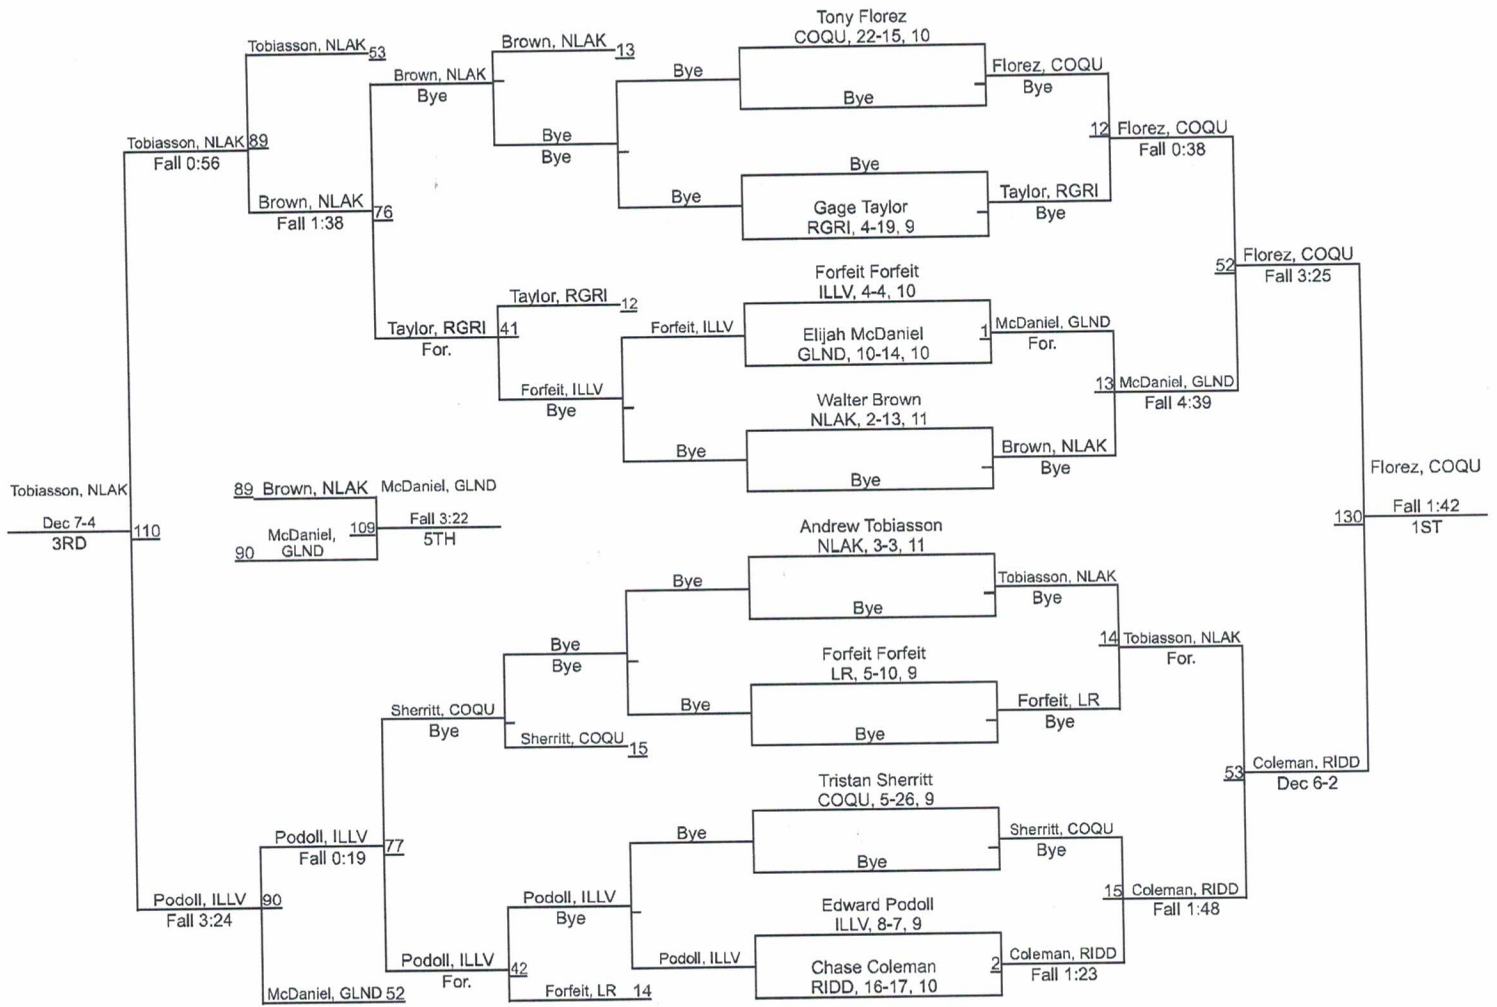 Tony Florez
COQU, 22-15, 10
Tobiasson, NLAK 53
Brown, NLAK 13
Brown, NLAK
Bye
Bye
Bye
Florez, COQU
Bye
Bye
Bye
12 Florez, COQU
Fall 0:38
Tobiasson, NLAK 89
Fall 0:56
Bye
Bye
Gage Taylor
RGRI, 4-19, 9
Taylor, RGRI
Bye
Brown, NLAK 76
Fall 1:38
52 Florez, COQU
Fall 3:25
Forfeit Forfeit
ILLV, 4-4, 10
Taylor, RGRI 12
Taylor, RGRI 41
For.
Forfeit, ILLV
Elijah McDaniel
GLND, 10-14, 10
1 McDaniel, GLND
For.
Forfeit, ILLV
Bye
13 McDaniel, GLND
Fall 4:39
Walter Brown
NLAK, 2-13, 11
Bye
Bye
Brown, NLAK
Bye
Tobiasson, NLAK
Dec 7-4
3RD
110
89 Brown, NLAK
McDaniel, GLND
90
McDaniel,
GLND
109
Fall 3:22
5TH
Florez, COQU
130
Fall 1:42
1ST
Andrew Tobiasson
NLAK, 3-3, 11
Bye
Bye
Tobiasson, NLAK
Bye
Bye
Bye
14 Tobiasson, NLAK
For.
Forfeit Forfeit
LR, 5-10, 9
Bye
Bye
Forfeit, LR
Bye
Sherritt, COQU
Bye
Sherritt, COQU 15
53 Coleman, RIDD
Dec 6-2
Tristan Sherritt
COQU, 5-26, 9
Bye
Bye
Sherritt, COQU
Bye
Podoll, ILLV 77
Fall 0:19
Podoll, ILLV 90
Fall 3:24
Podoll, ILLV
Bye
15 Coleman, RIDD
Fall 1:48
Edward Podoll
ILLV, 8-7, 9
Podoll, ILLV
Chase Coleman
RIDD, 16-17, 10
2 Coleman, RIDD
Fall 1:23
Podoll, ILLV 42
For.
McDaniel, GLND 52
Forfeit, LR 14